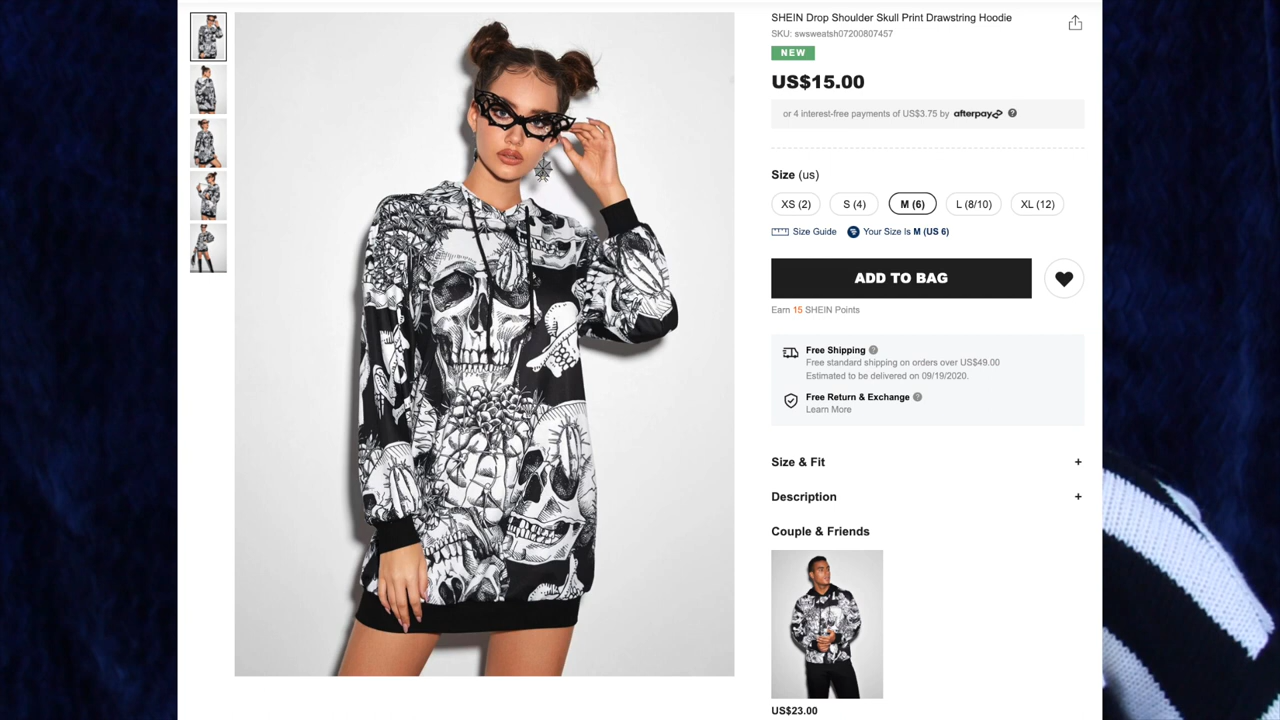 SHEIN Drop Shoulder Skull Print Drawstring Hoodie
SKU: swsweatsh07200807457
NEW
US$15.00
or 4 interest-free payments of US$3.75 by afterpay ?
Size (us)
XS (2) S (4) M (6) L (8/10) XL (12)
Size Guide Your Size Is M (US 6)
ADD TO BAG
Earn 15 SHEIN Points
Free Shipping ?
Free standard shipping on orders over US$49.00
Estimated to be delivered on 09/19/2020.
Free Return & Exchange ?
Learn More
Size & Fit +
Description +
Couple & Friends
US$23.00